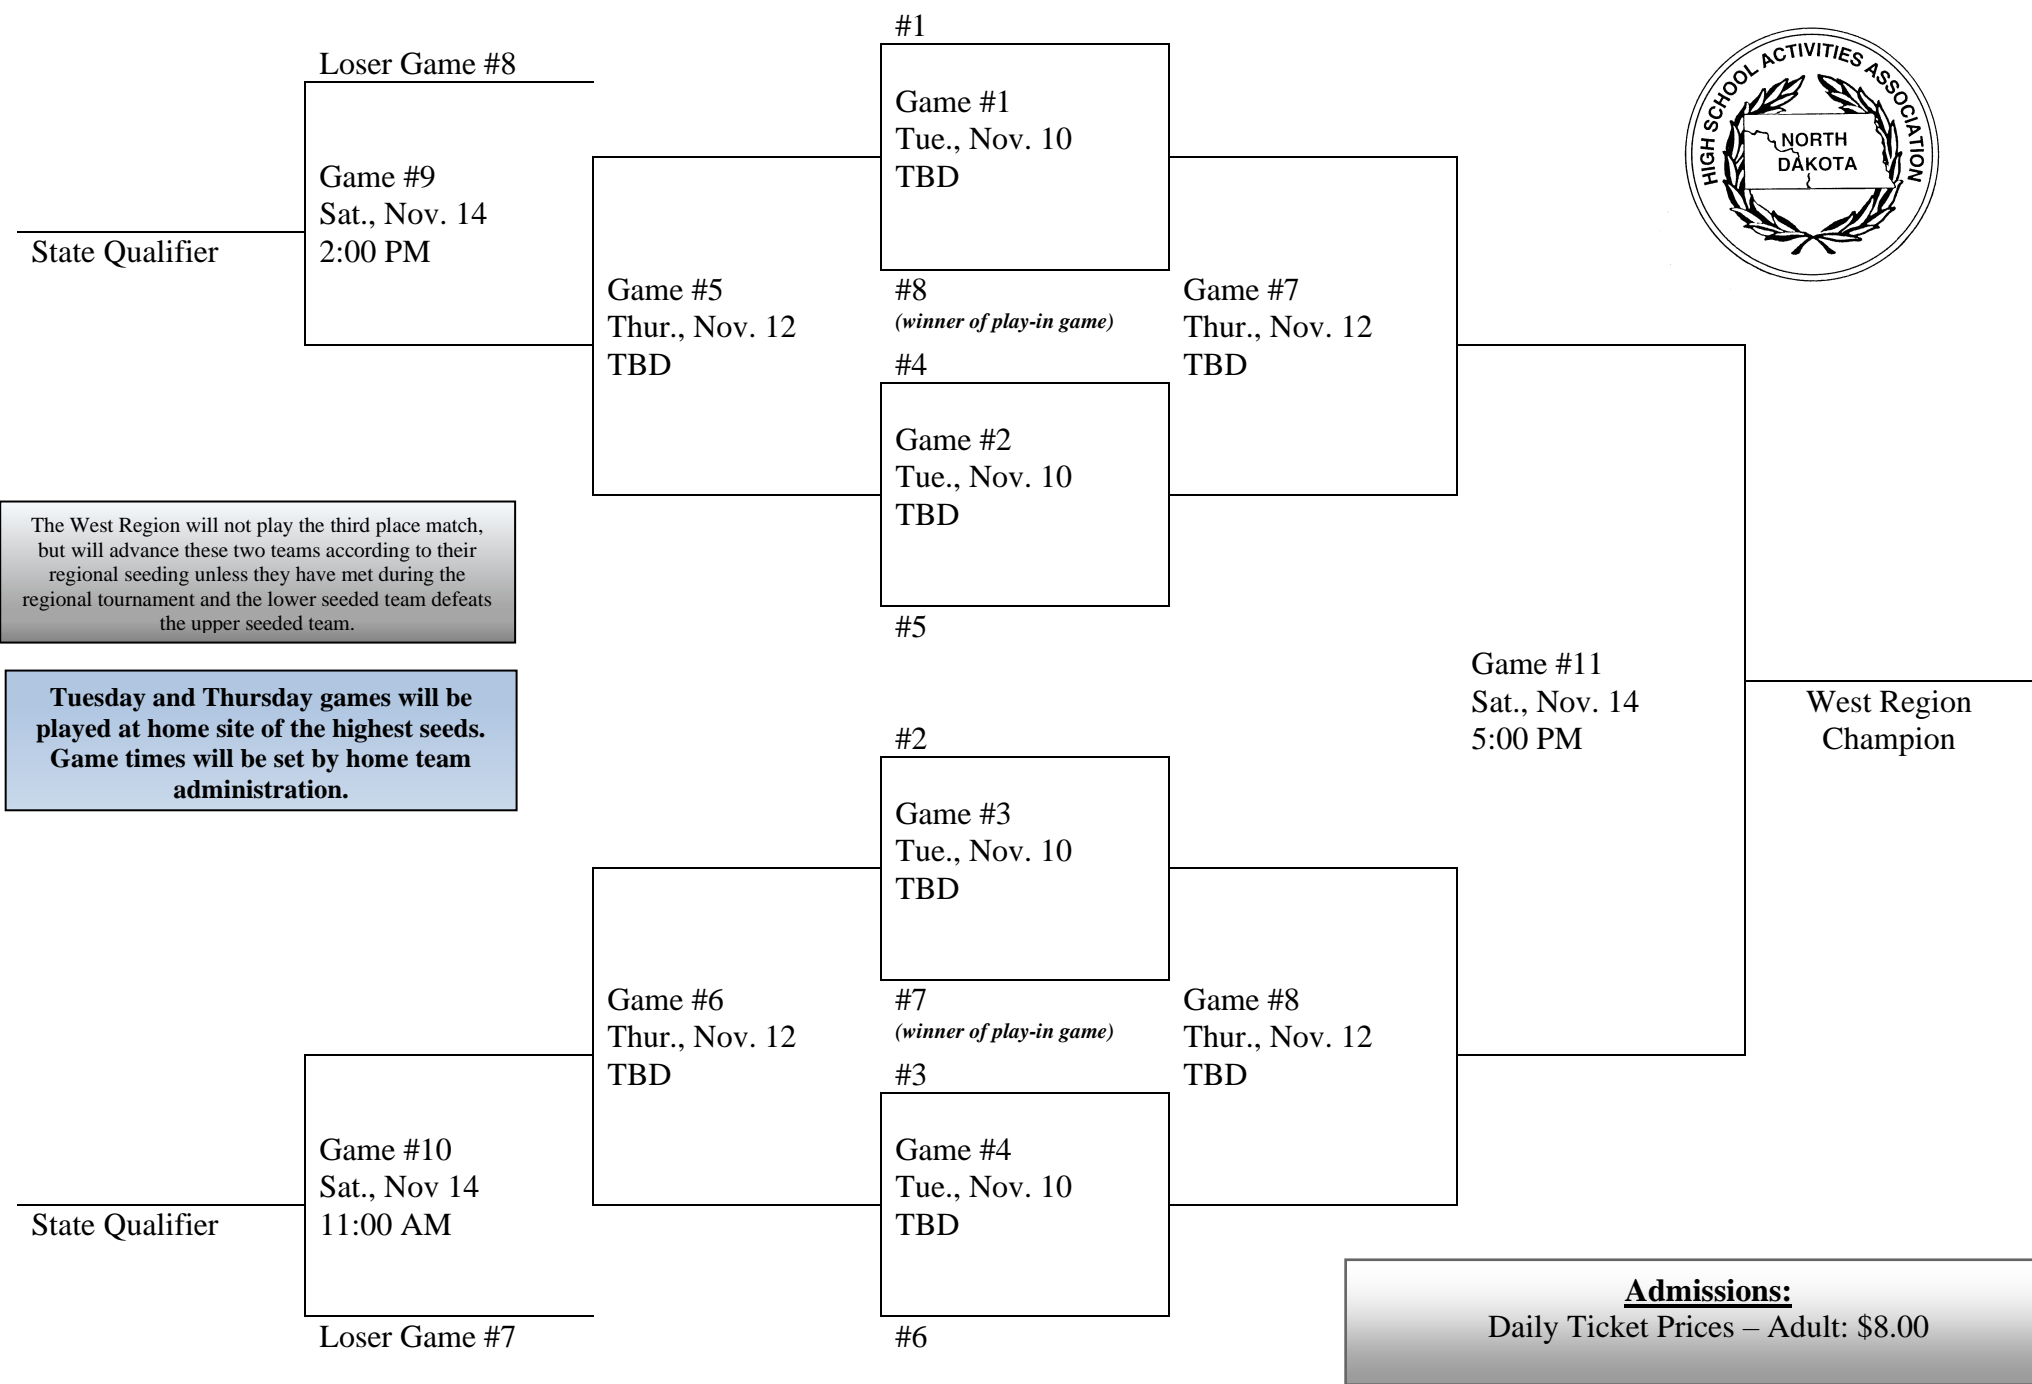 #1
Loser Game #8
Game #1
Tue., Nov. 10
TBD
HIGH SCHOOL ACTIVITIES ASSOCIATION
NORTH
DAKOTA
Game #9
Sat., Nov. 14
2:00 PM
State Qualifier
Game #5
Thur., Nov. 12
TBD
#8
(winner of play-in game)
#4
Game #7
Thur., Nov. 12
TBD
Game #2
Tue., Nov. 10
TBD
#5
The West Region will not play the third place match,
but will advance these two teams according to their
regional seeding unless they have met during the
regional tournament and the lower seeded team defeats
the upper seeded team.
Tuesday and Thursday games will be
played at home site of the highest seeds.
Game times will be set by home team
administration.
Game #11
Sat., Nov. 14
5:00 PM
West Region
Champion
#2
Game #3
Tue., Nov. 10
TBD
Game #6
Thur., Nov. 12
TBD
#7
(winner of play-in game)
#3
Game #8
Thur., Nov. 12
TBD
Game #10
Sat., Nov 14
11:00 AM
State Qualifier
Game #4
Tue., Nov. 10
TBD
Loser Game #7
#6
Admissions:
Daily Ticket Prices – Adult: $8.00